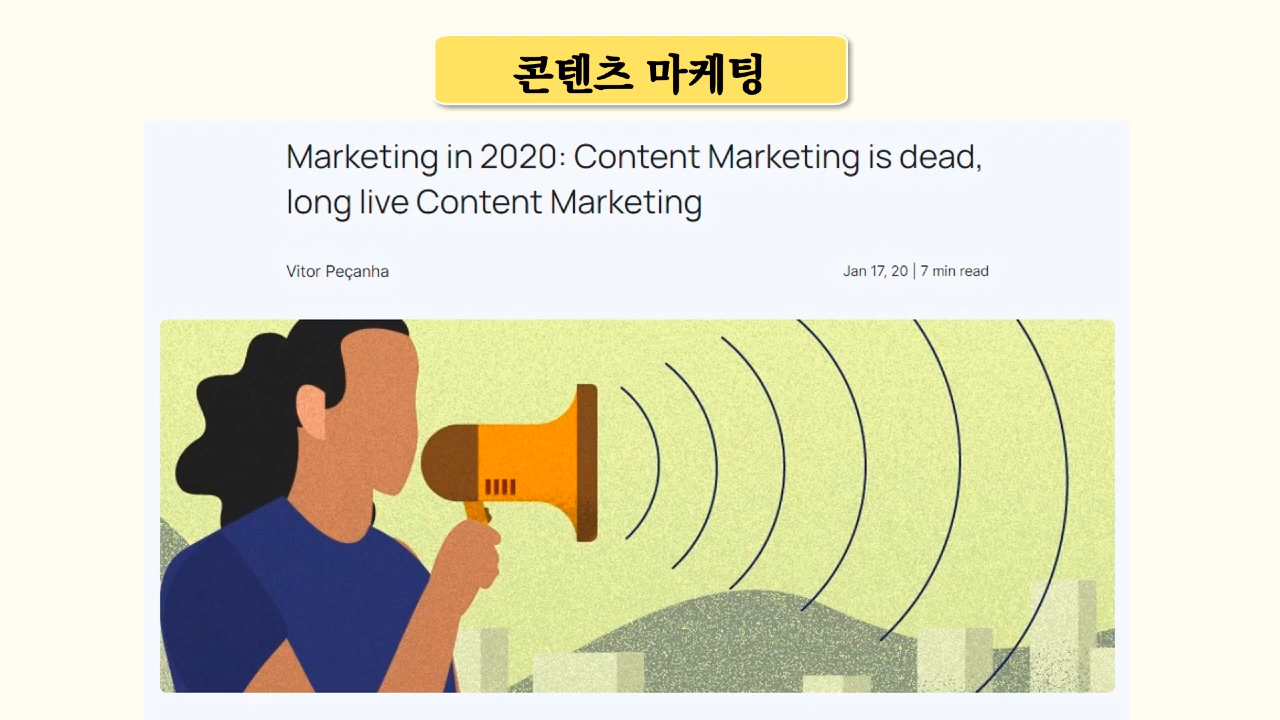 콘텐츠 마케팅
Marketing in 2020: Content Marketing is dead,
long live Content Marketing
Vitor Peçanha
Jan 17, 20 | 7 min read